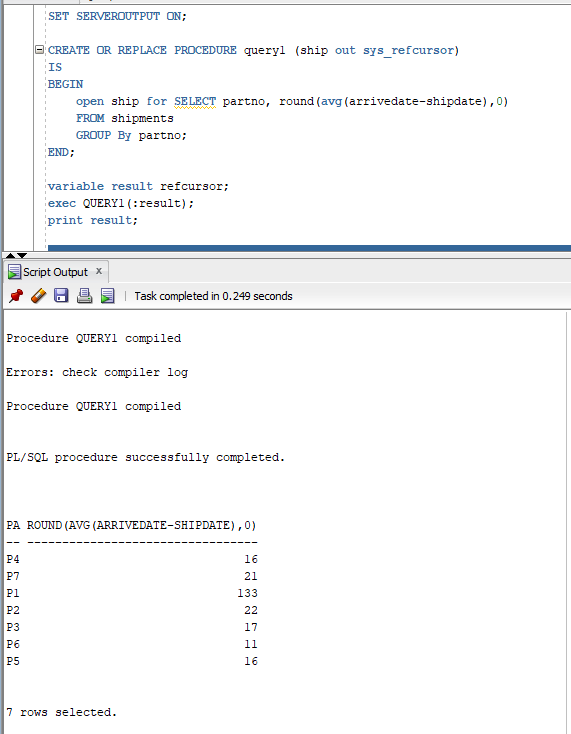 SET SERVEROUTPUT ON;
CREATE OR REPLACE PROCEDURE query1 (ship out sys_refcursor)
IS
BEGIN
open ship for SELECT partno, round(avg(arrivedate-shipdate),0)
FROM shipments
GROUP By partno;
END;
variable result refcursor;
exec QUERY1(:result);
print result;
Script Output x
Task completed in 0.249 seconds
Procedure QUERY1 compiled
Errors: check compiler log
Procedure QUERY1 compiled
PL/SQL procedure successfully completed.
PA ROUND(AVG(ARRIVEDATE-SHIPDATE),0)
-- ---------------------------------
P4 16
P7 21
P1 133
P2 22
P3 17
P6 11
P5 16
7 rows selected.